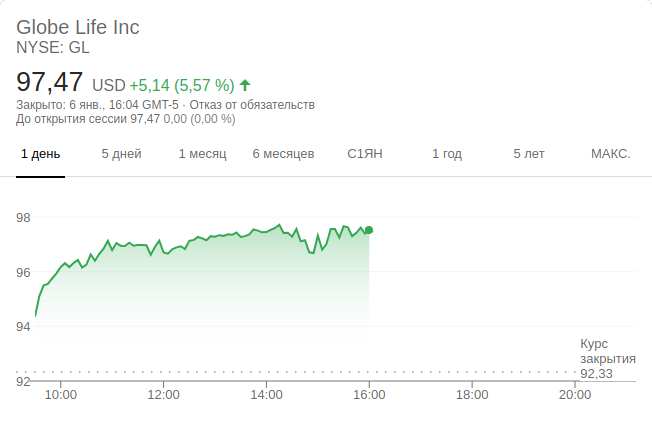 Globe Life Inc
NYSE: GL
97,47 USD +5,14 (5,57 %)
Закрыто: 6 янв., 16:04 GMT-5 · Отказ от обязательств
До открытия сессии 97,47 0,00 (0,00 %)
1 день 5 дней 1 месяц 6 месяцев С1ЯН 1 год 5 лет МАКС.
98
96
94
Курс
закрытия
92,33
92
10:00 12:00 14:00 16:00 18:00 20:00